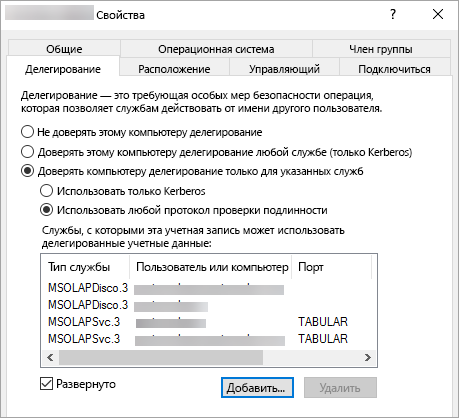 Свойства
? ×
Общие Операционная система Член группы
Делегирование Расположение Управляющий Подключиться
Делегирование — это требующая особых мер безопасности операция,
которая позволяет службам действовать от имени другого пользователя.
Не доверять этому компьютеру делегирование
Доверять этому компьютеру делегирование любой службе (только Kerberos)
Доверять компьютеру делегирование только для указанных служб
Использовать только Kerberos
Использовать любой протокол проверки подлинности
Службы, с которыми эта учетная запись может использовать
делегированные учетные данные:
Тип службы Пользователь или компьютер Порт
MSOLAPDisco.3
MSOLAPDisco.3
MSOLAPSvc.3 TABULAR
MSOLAPSvc.3 TABULAR
Развернуто Добавить... Удалить